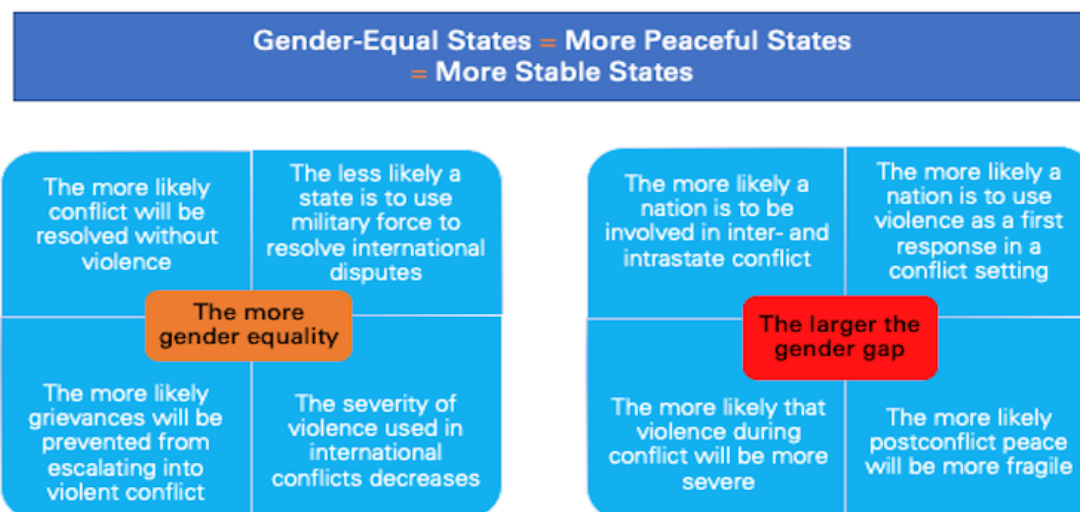 Gender-Equal States = More Peaceful States
= More Stable States
The more likely
conflict will be
resolved without
violence
The less likely a
state is to use
military force to
resolve international
disputes
The more
gender equality
The more likely
grievances will be
prevented from
escalating into
violent conflict
The severity of
violence used in
international
conflicts decreases
The more likely a
nation is to be
involved in inter- and
intrastate conflict
The more likely a
nation is to use
violence as a first
response in a
conflict setting
The larger the
gender gap
The more likely that
violence during
conflict will be more
severe
The more likely
postconflict peace
will be more fragile